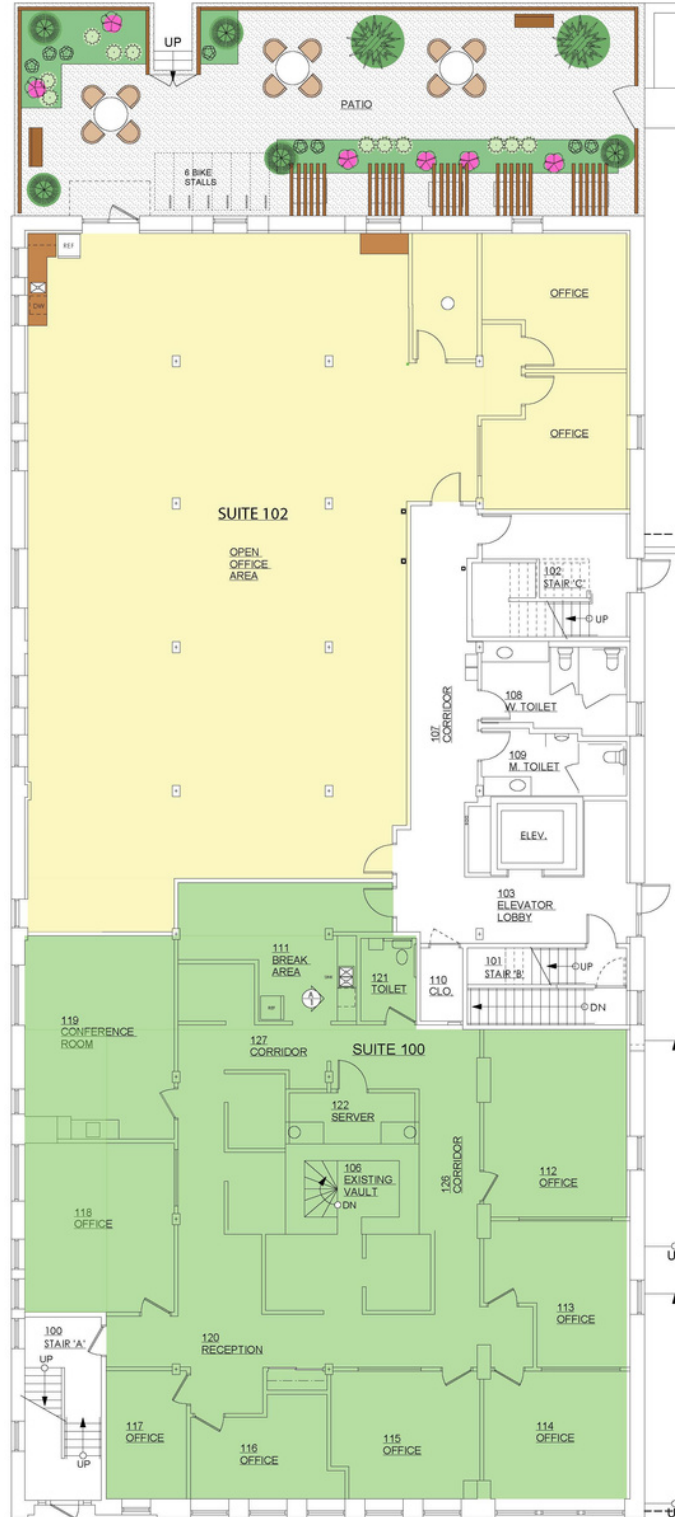 UP
PATIO
6 BIKE
STALLS
REF
DW
OFFICE
OFFICE
SUITE 102
OPEN
OFFICE
AREA
102
STAIR 'C'
UP
107
CORRIDOR
108
W. TOILET
109
M. TOILET
ELEV.
103
ELEVATOR
LOBBY
111
BREAK
AREA
121
TOILET
110
CLO.
101
STAIR 'B'
UP
DN
REF
119
CONFERENCE
ROOM
127
CORRIDOR
SUITE 100
122
SERVER
106
EXISTING
VAULT
DN
126
CORRIDOR
112
OFFICE
118
OFFICE
113
OFFICE
100
STAIR 'A'
UP
UP
120
RECEPTION
117
OFFICE
116
OFFICE
115
OFFICE
114
OFFICE